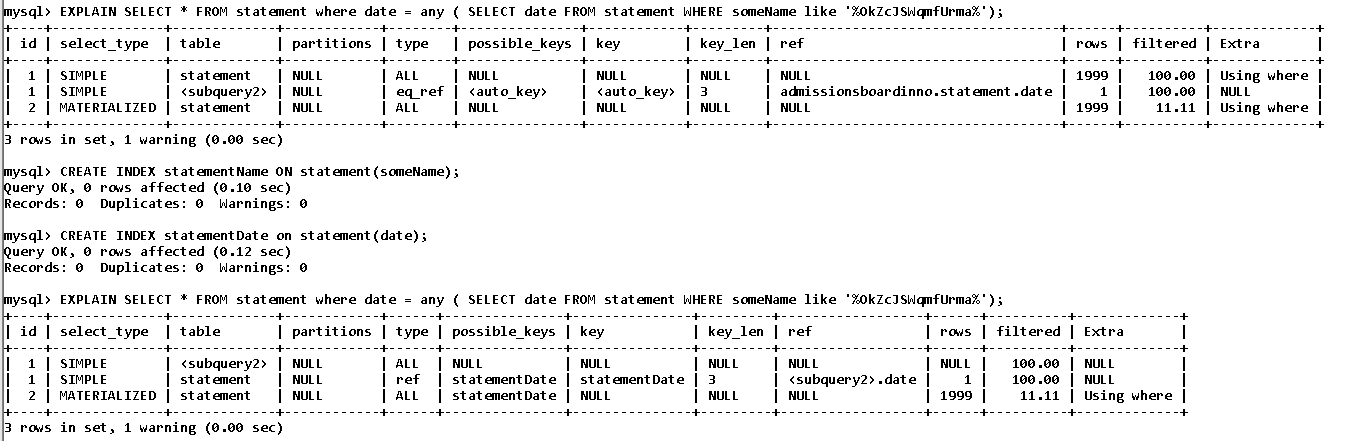 mysql> EXPLAIN SELECT * FROM statement where date = any ( SELECT date FROM statement WHERE someName like '%OkZcJSWqmfUrma%');
+----+--------------+-------------+------------+--------+---------------+------------+---------+-------------------------------+------+----------+-------------+
| id | select_type | table | partitions | type | possible_keys | key | key_len | ref | rows | filtered | Extra |
+----+--------------+-------------+------------+--------+---------------+------------+---------+-------------------------------+------+----------+-------------+
| 1 | SIMPLE | statement | NULL | ALL | NULL | NULL | NULL | NULL | 1999 | 100.00 | Using where |
| 1 | SIMPLE | <subquery2> | NULL | eq_ref | <auto_key> | <auto_key> | 3 | admissionsboardinno.statement.date | 1 | 100.00 | NULL |
| 2 | MATERIALIZED | statement | NULL | ALL | NULL | NULL | NULL | NULL | 1999 | 11.11 | Using where |
+----+--------------+-------------+------------+--------+---------------+------------+---------+-------------------------------+------+----------+-------------+
3 rows in set, 1 warning (0.00 sec)
mysql> CREATE INDEX statementName ON statement(someName);
Query OK, 0 rows affected (0.10 sec)
Records: 0 Duplicates: 0 Warnings: 0
mysql> CREATE INDEX statementDate on statement(date);
Query OK, 0 rows affected (0.12 sec)
Records: 0 Duplicates: 0 Warnings: 0
mysql> EXPLAIN SELECT * FROM statement where date = any ( SELECT date FROM statement WHERE someName like '%OkZcJSWqmfUrma%');
+----+--------------+-------------+------------+------+---------------+---------------+---------+------------------+------+----------+-------------+
| id | select_type | table | partitions | type | possible_keys | key | key_len | ref | rows | filtered | Extra |
+----+--------------+-------------+------------+------+---------------+---------------+---------+------------------+------+----------+-------------+
| 1 | SIMPLE | <subquery2> | NULL | ALL | NULL | NULL | NULL | NULL | NULL | 100.00 | NULL |
| 1 | SIMPLE | statement | NULL | ref | statementDate | statementDate | 3 | <subquery2>.date | 1 | 100.00 | NULL |
| 2 | MATERIALIZED | statement | NULL | ALL | statementDate | NULL | NULL | NULL | 1999 | 11.11 | Using where |
+----+--------------+-------------+------------+------+---------------+---------------+---------+------------------+------+----------+-------------+
3 rows in set, 1 warning (0.00 sec)